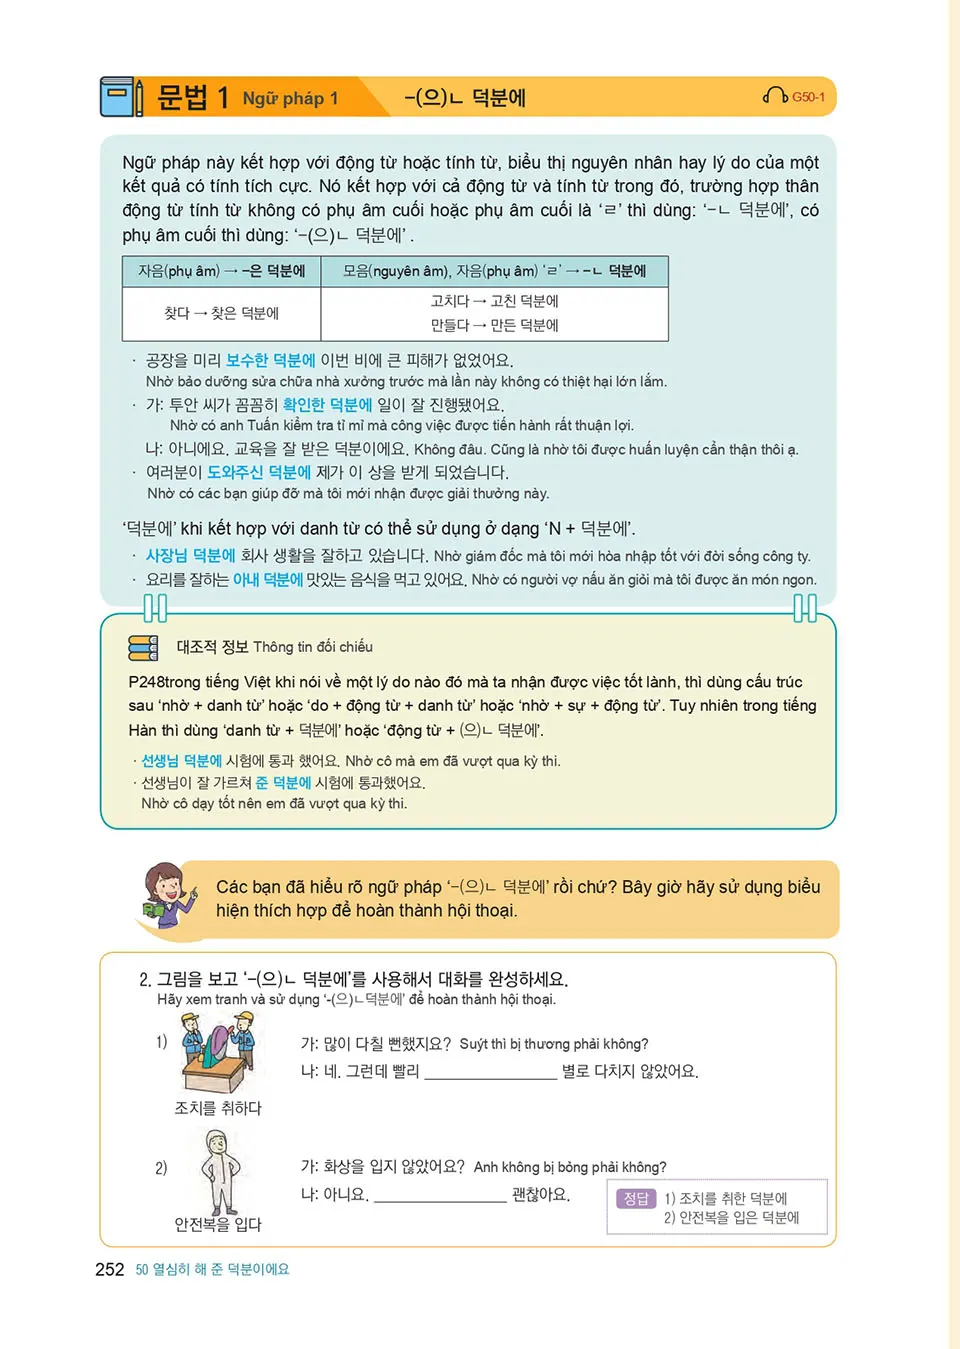 문법 1 Ngữ pháp 1 -(으)ㄴ 덕분에 G50-1
Ngữ pháp này kết hợp với động từ hoặc tính từ, biểu thị nguyên nhân hay lý do của một
kết quả có tính tích cực. Nó kết hợp với cả động từ và tính từ trong đó, trường hợp thân
động từ tính từ không có phụ âm cuối hoặc phụ âm cuối là ‘ㄹ’ thì dùng: ‘-ㄴ 덕분에’, có
phụ âm cuối thì dùng: ‘-(으)ㄴ 덕분에’ .
자음(phụ âm) → -은 덕분에 모음(nguyên âm), 자음(phụ âm) ‘ㄹ’ → -ㄴ 덕분에
찾다 → 찾은 덕분에
고치다 → 고친 덕분에
만들다 → 만든 덕분에
· 공장을 미리 보수한 덕분에 이번 비에 큰 피해가 없었어요.
Nhờ bảo dưỡng sửa chữa nhà xưởng trước mà lần này không có thiệt hại lớn lắm.
· 가: 투안 씨가 꼼꼼히 확인한 덕분에 일이 잘 진행됐어요.
Nhờ có anh Tuấn kiểm tra tỉ mỉ mà công việc được tiến hành rất thuận lợi.
나: 아니에요. 교육을 잘 받은 덕분이에요. Không đâu. Cũng là nhờ tôi được huấn luyện cẩn thận thôi ạ.
· 여러분이 도와주신 덕분에 제가 이 상을 받게 되었습니다.
Nhờ có các bạn giúp đỡ mà tôi mới nhận được giải thưởng này.
‘덕분에’ khi kết hợp với danh từ có thể sử dụng ở dạng ‘N + 덕분에’.
· 사장님 덕분에 회사 생활을 잘하고 있습니다. Nhờ giám đốc mà tôi mới hòa nhập tốt với đời sống công ty.
· 요리를 잘하는 아내 덕분에 맛있는 음식을 먹고 있어요. Nhờ có người vợ nấu ăn giỏi mà tôi được ăn món ngon.
대조적 정보 Thông tin đối chiếu
P248trong tiếng Việt khi nói về một lý do nào đó mà ta nhận được việc tốt lành, thì dùng cấu trúc
sau ‘nhờ + danh từ’ hoặc ‘do + động từ + danh từ’ hoặc ‘nhờ + sự + động từ’. Tuy nhiên trong tiếng
Hàn thì dùng ‘danh từ + 덕분에’ hoặc ‘động từ + (으)ㄴ 덕분에’.
· 선생님 덕분에 시험에 통과 했어요. Nhờ cô mà em đã vượt qua kỳ thi.
· 선생님이 잘 가르쳐 준 덕분에 시험에 통과했어요.
Nhờ cô dạy tốt nên em đã vượt qua kỳ thi.
Các bạn đã hiểu rõ ngữ pháp ‘-(으)ㄴ 덕분에’ rồi chứ? Bây giờ hãy sử dụng biểu
hiện thích hợp để hoàn thành hội thoại.
2. 그림을 보고 ‘-(으)ㄴ 덕분에’를 사용해서 대화를 완성하세요.
Hãy xem tranh và sử dụng ‘-(으)ㄴ덕분에’ để hoàn thành hội thoại.
1)
가: 많이 다칠 뻔했지요? Suýt thì bị thương phải không?
나: 네. 그런데 빨리 ________________ 별로 다치지 않았어요.
조치를 취하다
2)
가: 화상을 입지 않았어요? Anh không bị bỏng phải không?
나: 아니요. ________________ 괜찮아요.
안전복을 입다
정답 1) 조치를 취한 덕분에
2) 안전복을 입은 덕분에
252 50 열심히 해 준 덕분이에요